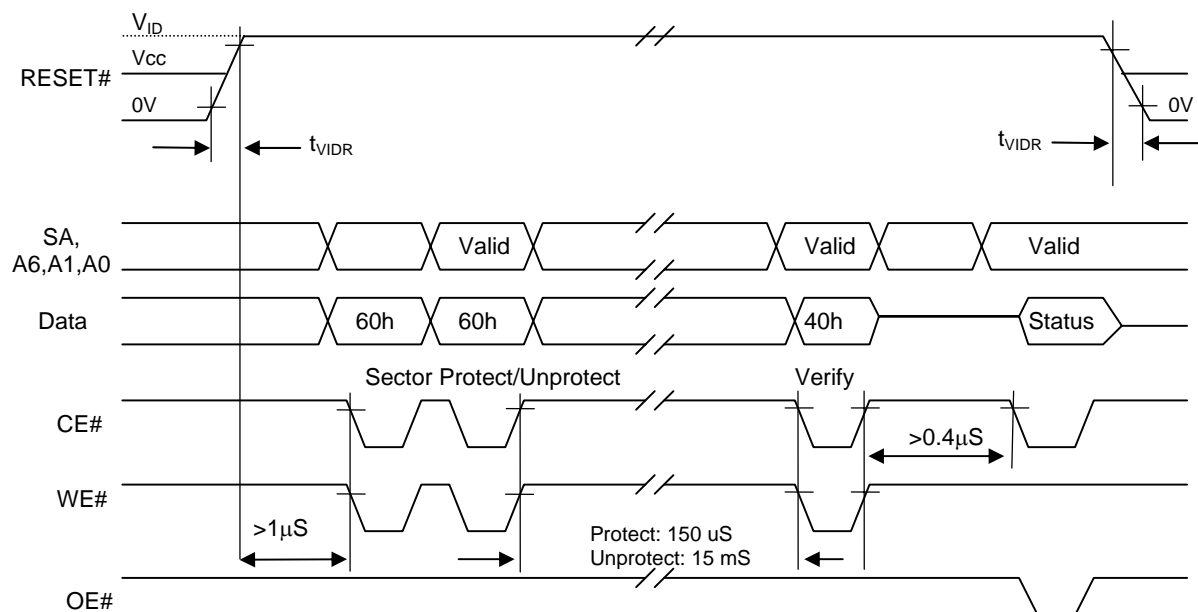 V_ID
Vcc
RESET#
0V
0V
t_VIDR
t_VIDR
SA,
A6,A1,A0
Valid
Valid
Valid
Data
60h
60h
40h
Status
Sector Protect/Unprotect
Verify
CE#
>0.4μS
WE#
>1μS
Protect: 150 uS
Unprotect: 15 mS
OE#